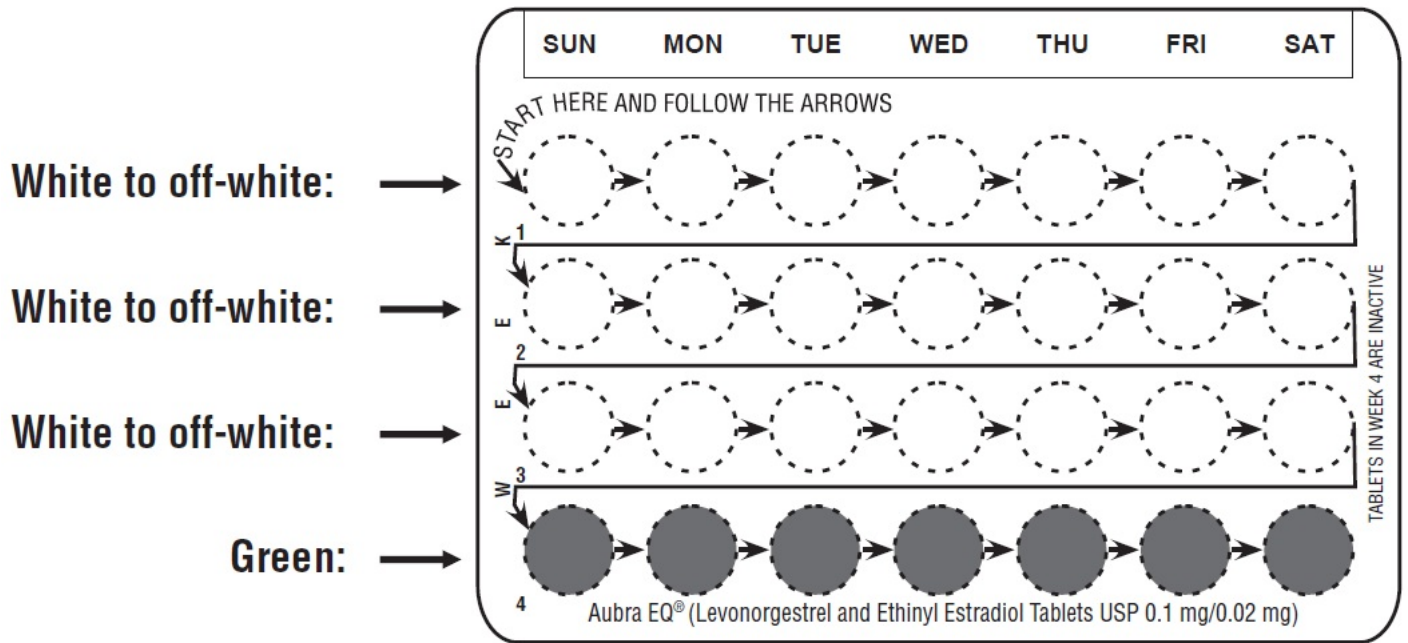 SUN MON TUE WED THU FRI SAT
START HERE AND FOLLOW THE ARROWS
White to off-white:
1
White to off-white:
2
White to off-white:
3
Green:
4
WEEK
TABLETS IN WEEK 4 ARE INACTIVE
Aubra EQ® (Levonorgestrel and Ethinyl Estradiol Tablets USP 0.1 mg/0.02 mg)